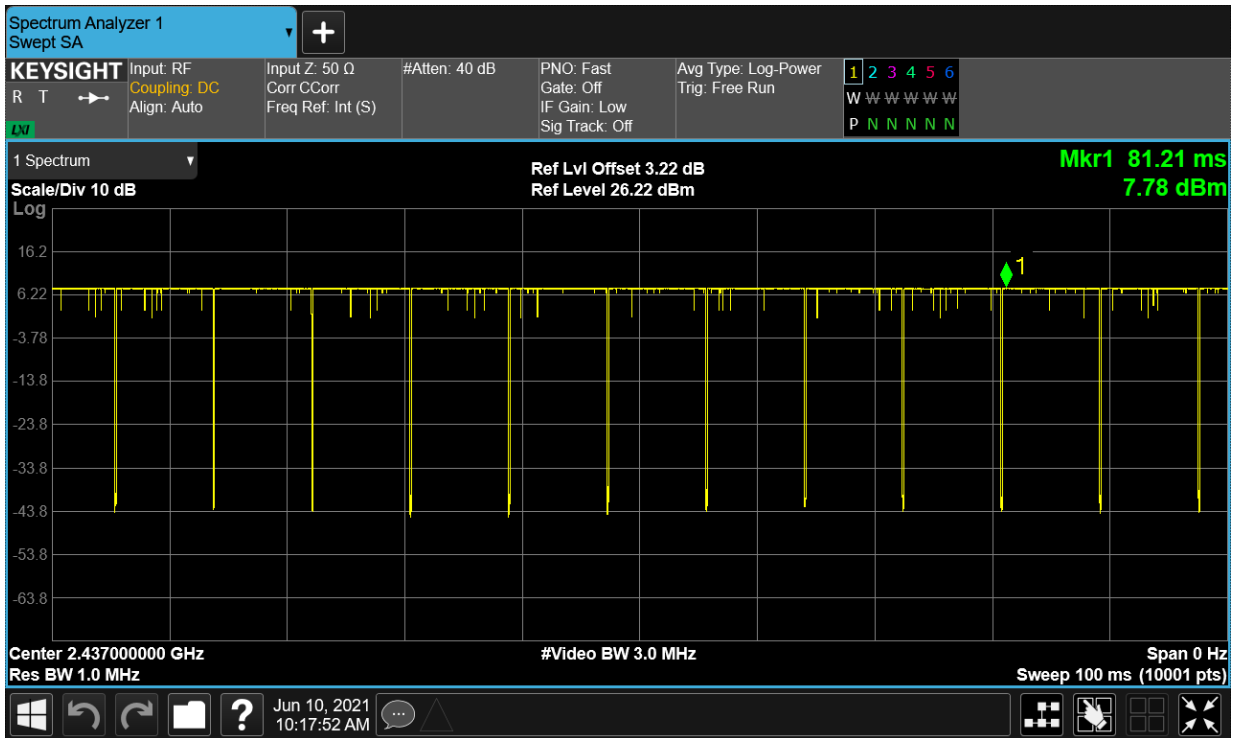 Spectrum Analyzer 1
Swept SA
KEYSIGHT
R T
LXI
Input: RF
Coupling: DC
Align: Auto
Input Z: 50 Ω
Corr CCorr
Freq Ref: Int (S)
#Atten: 40 dB
PNO: Fast
Gate: Off
IF Gain: Low
Sig Track: Off
Avg Type: Log-Power
Trig: Free Run
1 2 3 4 5 6
W W W W W W
P N N N N N
1 Spectrum
Scale/Div 10 dB
Log
Ref Lvl Offset 3.22 dB
Ref Level 26.22 dBm
Mkr1 81.21 ms
7.78 dBm
1
16.2
6.22
-3.78
-13.8
-23.8
-33.8
-43.8
-53.8
-63.8
Center 2.437000000 GHz
Res BW 1.0 MHz
#Video BW 3.0 MHz
Span 0 Hz
Sweep 100 ms (10001 pts)
?
Jun 10, 2021
10:17:52 AM